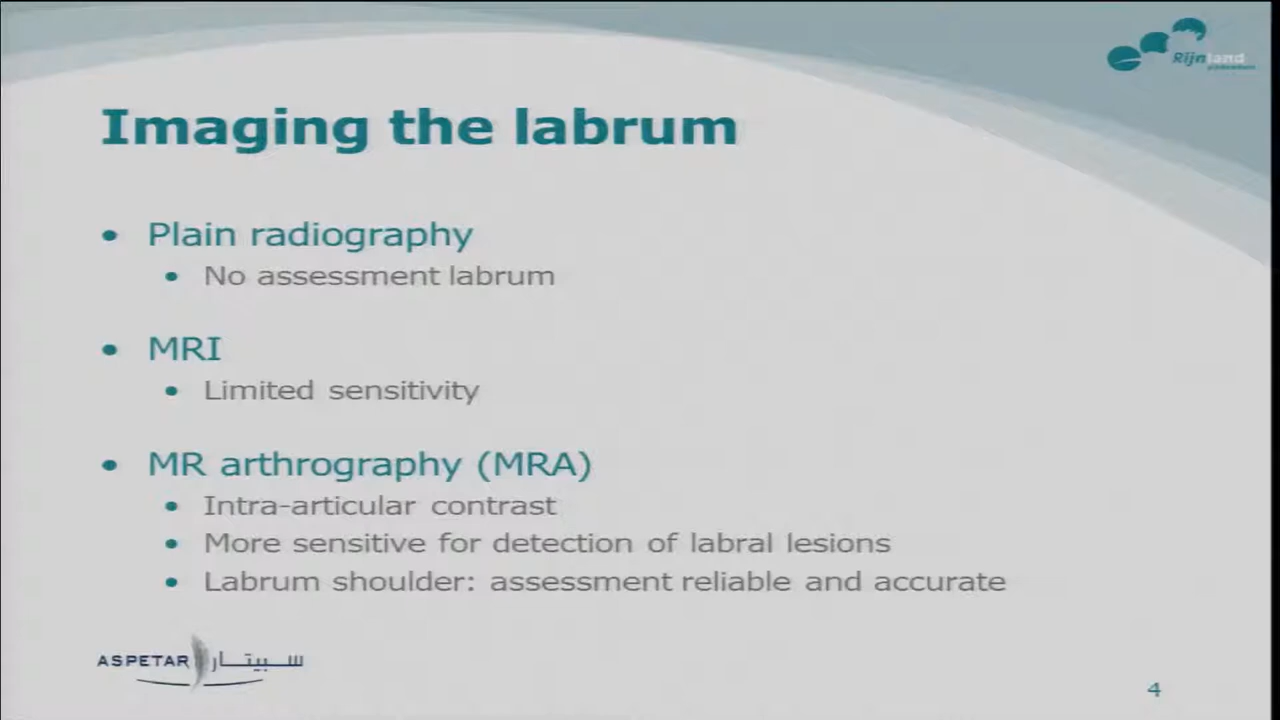 Rijnland
Imaging the labrum
• Plain radiography
• No assessment labrum
• MRI
• Limited sensitivity
• MR arthrography (MRA)
• Intra-articular contrast
• More sensitive for detection of labral lesions
• Labrum shoulder: assessment reliable and accurate
ASPETAR سبيتار
4